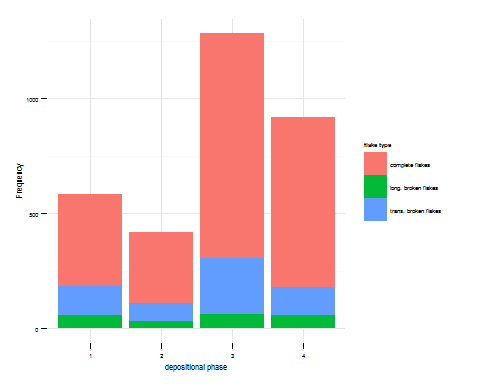 Frequency
1000
500
0
1
2
3
4
depositional phase
flake type
complete flakes
long. broken flakes
trans. broken flakes